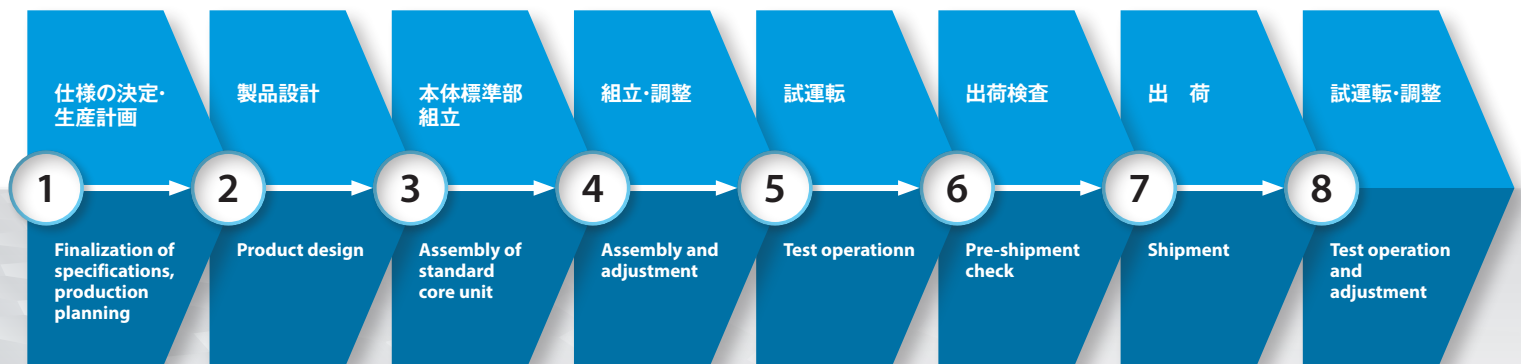 仕様の決定・
生産計画
製品設計
本体標準部
組立
組立・調整
試運転
出荷検査
出　荷
試運転・調整
1
2
3
4
5
6
7
8
Finalization of
specifications,
production
planning
Product design
Assembly of
standard
core unit
Assembly and
adjustment
Test operationn
Pre-shipment
check
Shipment
Test operation
and
adjustment